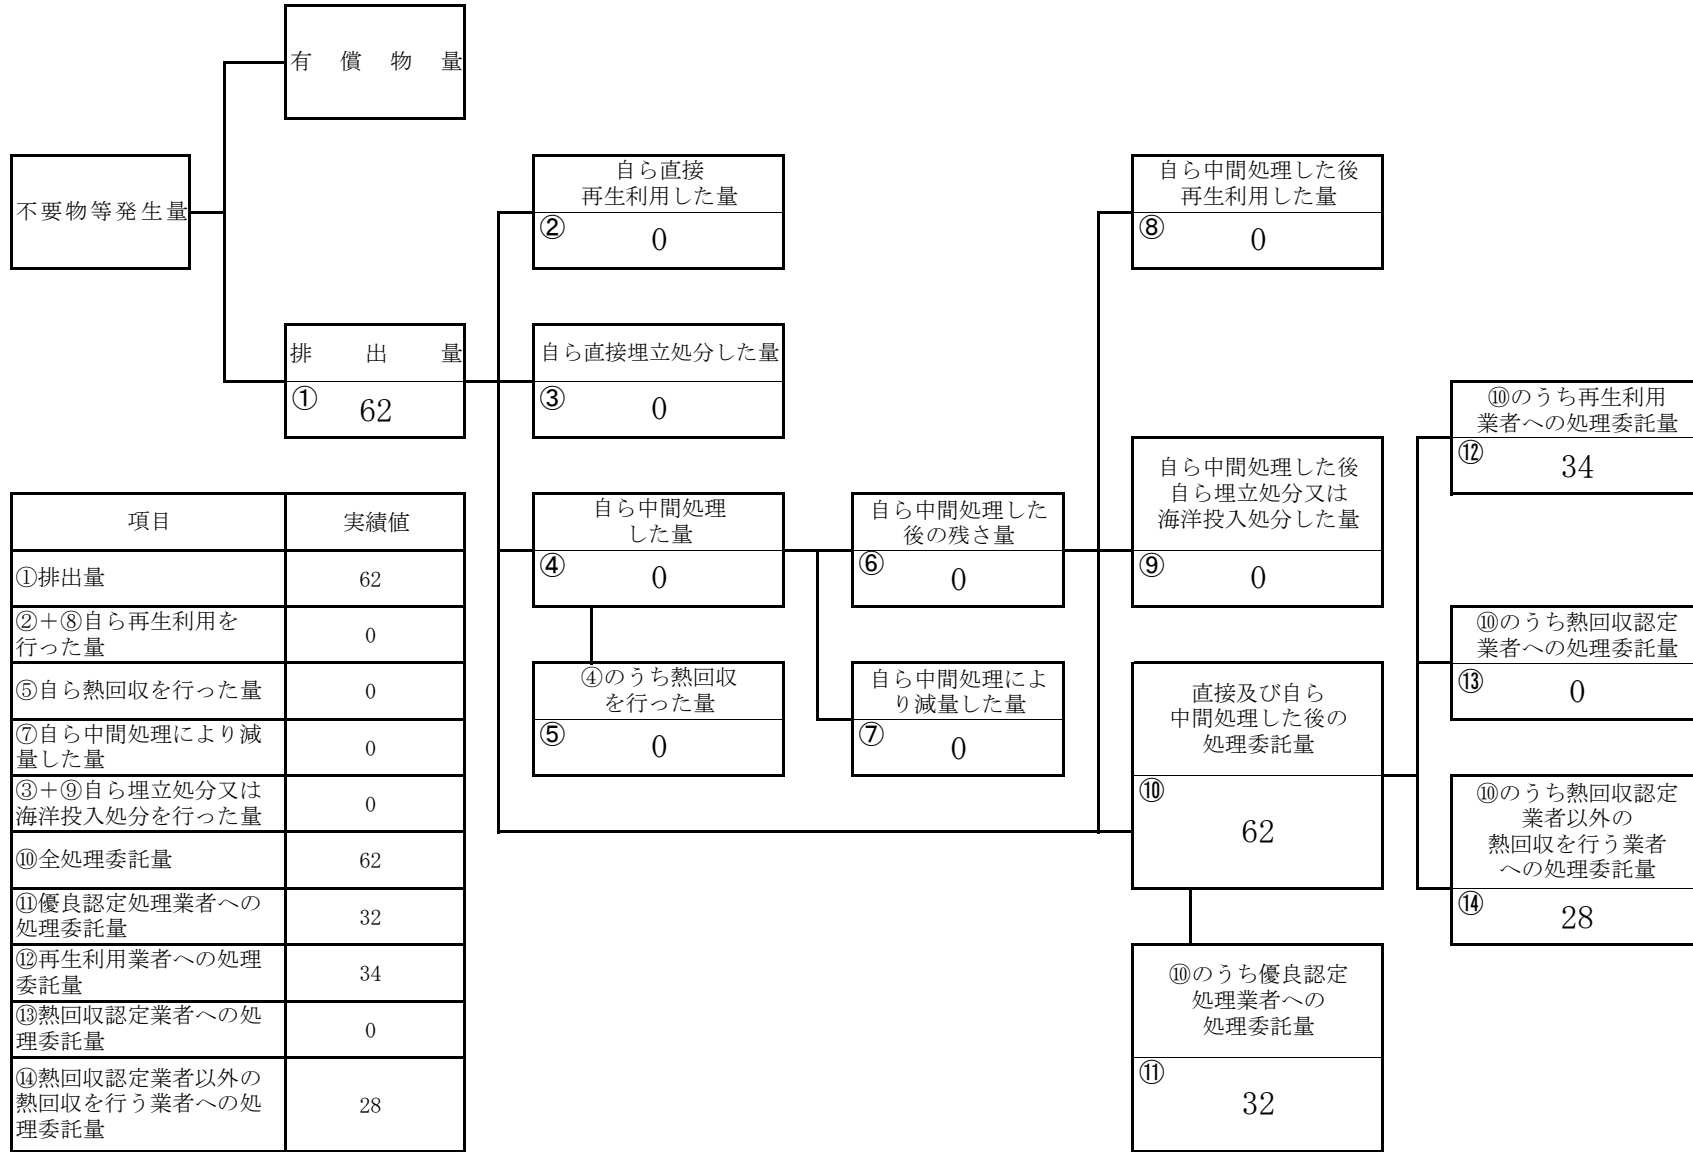 有償物量
不要物等発生量
排出量
① 62
自ら直接
再生利用した量
② 0
自ら直接埋立処分した量
③ 0
自ら中間処理
した量
④ 0
④のうち熱回収
を行った量
⑤ 0
自ら中間処理した
後の残さ量
⑥ 0
自ら中間処理によ
り減量した量
⑦ 0
自ら中間処理した後
再生利用した量
⑧ 0
自ら中間処理した後
自ら埋立処分又は
海洋投入処分した量
⑨ 0
直接及び自ら
中間処理した後の
処理委託量
⑩
62
⑩のうち優良認定
処理業者への
処理委託量
⑪
32
⑩のうち再生利用
業者への処理委託量
⑫ 34
⑩のうち熱回収認定
業者への処理委託量
⑬ 0
⑩のうち熱回収認定
業者以外の
熱回収を行う業者
への処理委託量
⑭ 28
項目 実績値
①排出量 62
②+⑧自ら再生利用を
行った量 0
⑤自ら熱回収を行った量 0
⑦自ら中間処理により減
量した量 0
③+⑨自ら埋立処分又は
海洋投入処分を行った量 0
⑩全処理委託量 62
⑪優良認定処理業者への
処理委託量 32
⑫再生利用業者への処理
委託量 34
⑬熱回収認定業者への処
理委託量 0
⑭熱回収認定業者以外の
熱回収を行う業者への処 28
理委託量